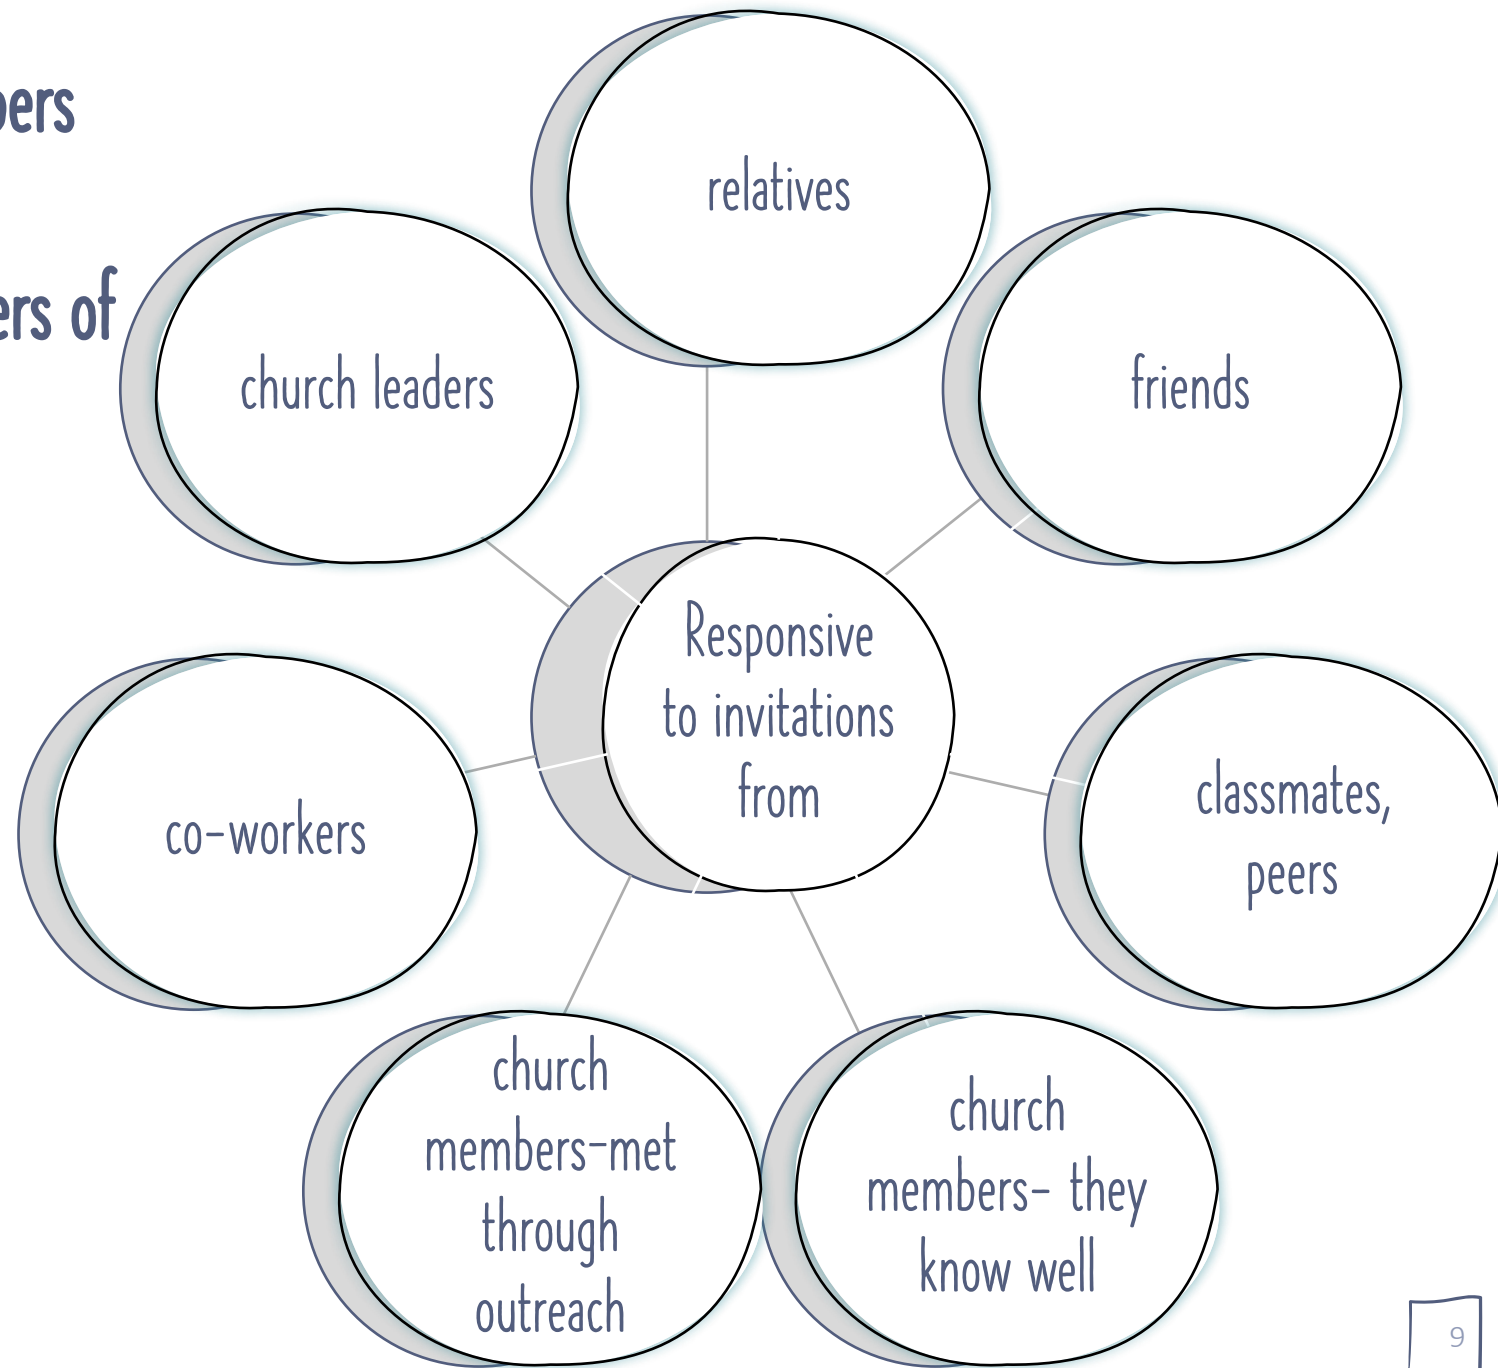 ers of
relatives
church leaders
friends
Responsive
to invitations
from
co-workers
classmates,
peers
church
members-met
through
outreach
church
members- they
know well
9